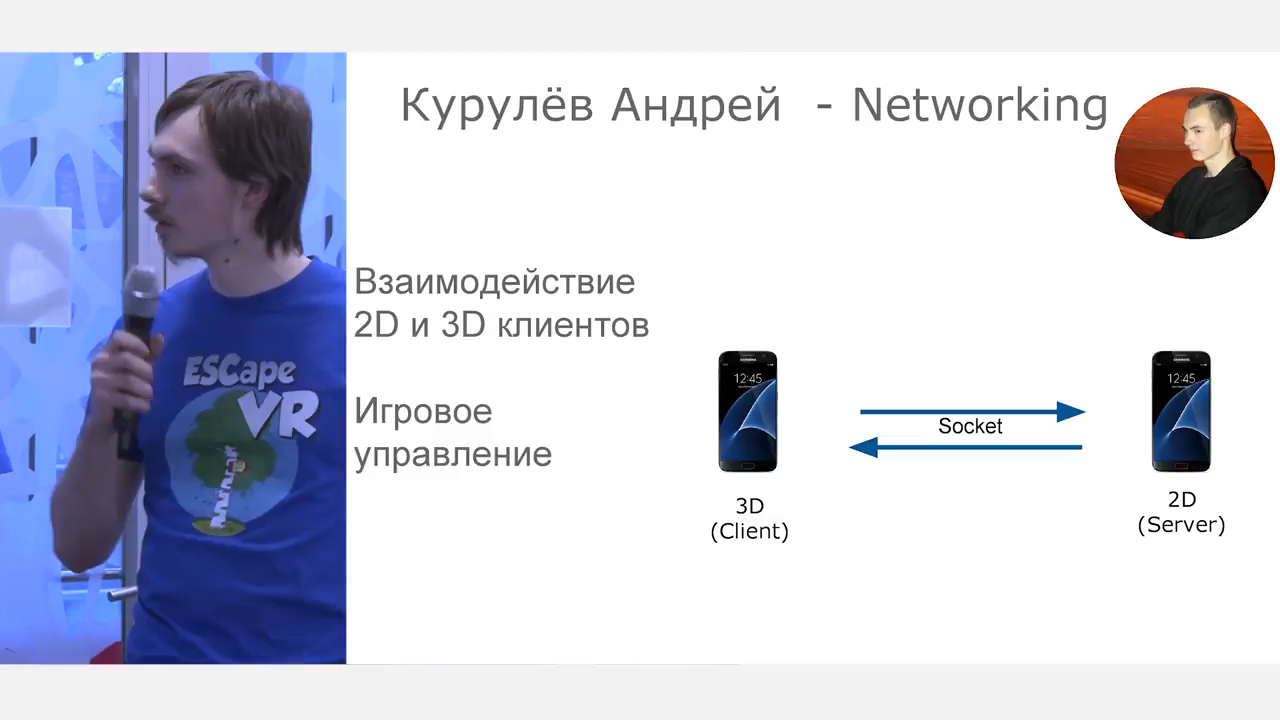 Курулёв Андрей - Networking
Взаимодействие
2D и 3D клиентов
Игровое
управление
ESCape
VR
12:45
12:45
Socket
3D
(Client)
2D
(Server)